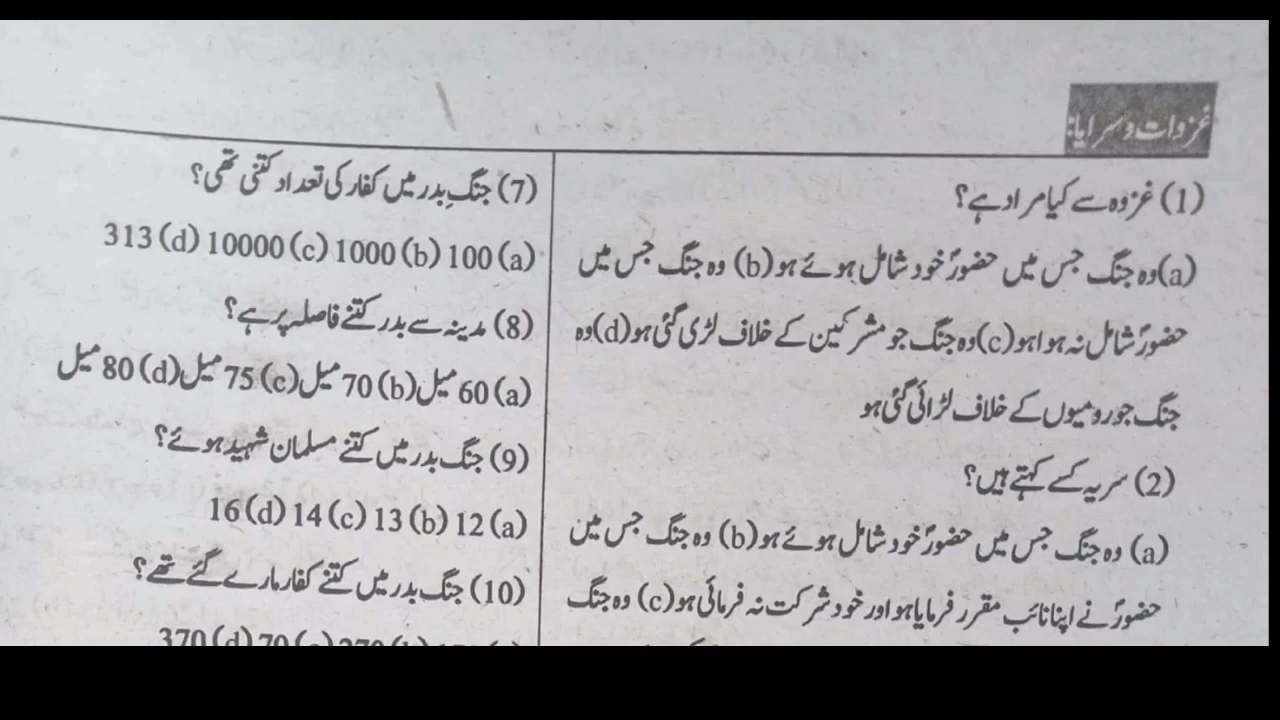 غزوات و سرایا:
(1) غزوہ سے کیا مراد ہے؟
(a) وہ جنگ جس میں حضورؐ خود شامل ہوئے ہو (b) وہ جنگ جس میں
حضورؐ شامل نہ ہوا ہو (c) وہ جنگ جو مشرکین کے خلاف لڑی گئی ہو (d) وہ
جنگ جو رومیوں کے خلاف لڑائی گئی ہو
(2) سریہ کسے کہتے ہیں؟
(a) وہ جنگ جس میں حضورؐ خود شامل ہوئے ہو (b) وہ جنگ جس میں
حضورؐ نے اپنا نائب مقرر فرمایا ہو اور خود شرکت نہ فرمائی ہو (c) وہ جنگ
(7) جنگِ بدر میں کفار کی تعداد کتنی تھی؟
(a) 100 (b) 1000 (c) 10000 (d) 313
(8) مدینہ سے بدر کتنے فاصلہ پر ہے؟
(a) 60 میل (b) 70 میل (c) 75 میل (d) 80 میل
(9) جنگ بدر میں کتنے مسلمان شہید ہوئے؟
(a) 12 (b) 13 (c) 14 (d) 16
(10) جنگ بدر میں کتنے کفار مارے گئے تھے؟
(c) 70 (d) 370